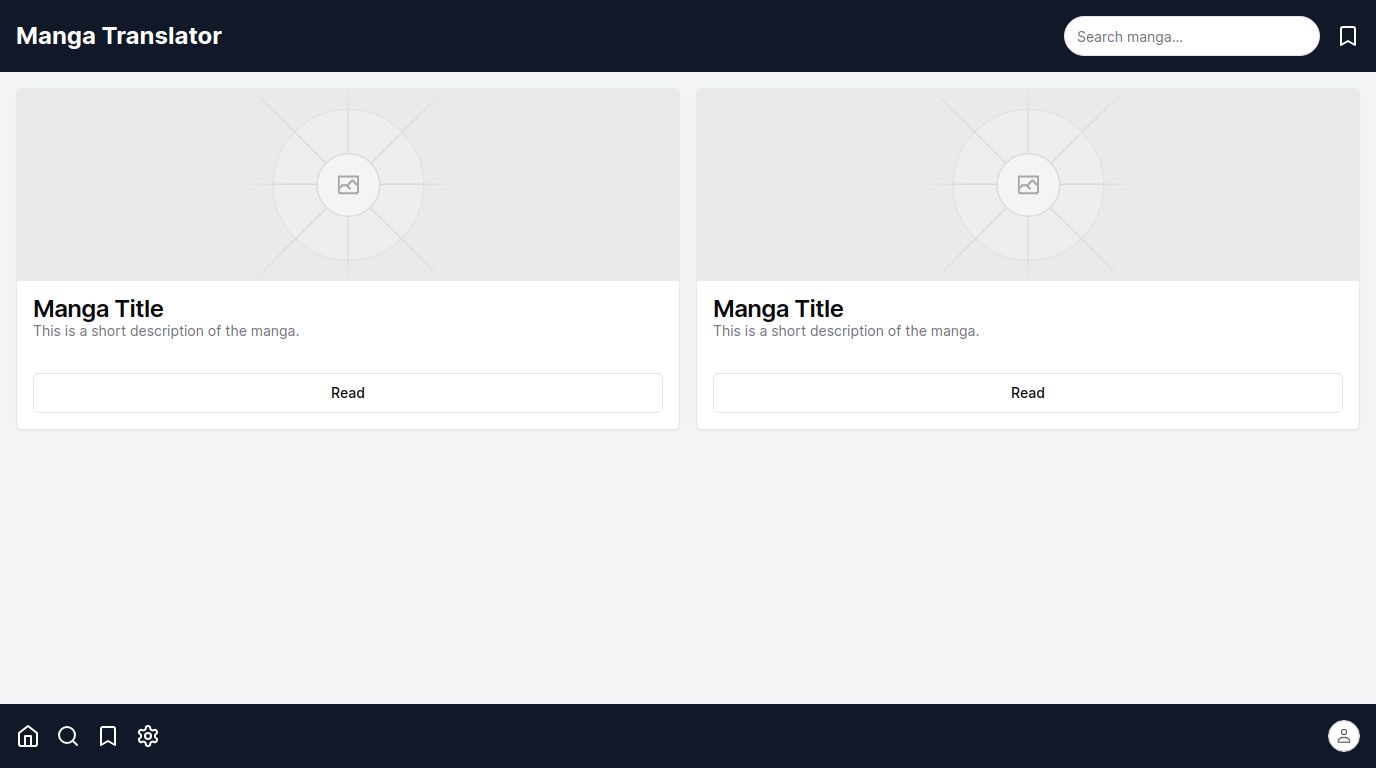 Manga Translator
Search manga...
Manga Title
This is a short description of the manga.
Read
Manga Title
This is a short description of the manga.
Read